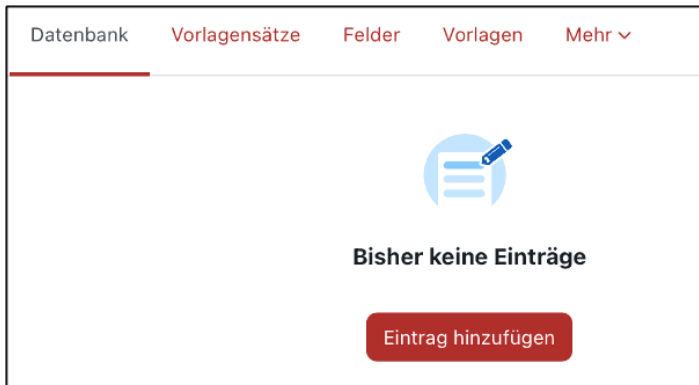 Datenbank Vorlagensätze Felder Vorlagen Mehr
Bisher keine Einträge
Eintrag hinzufügen